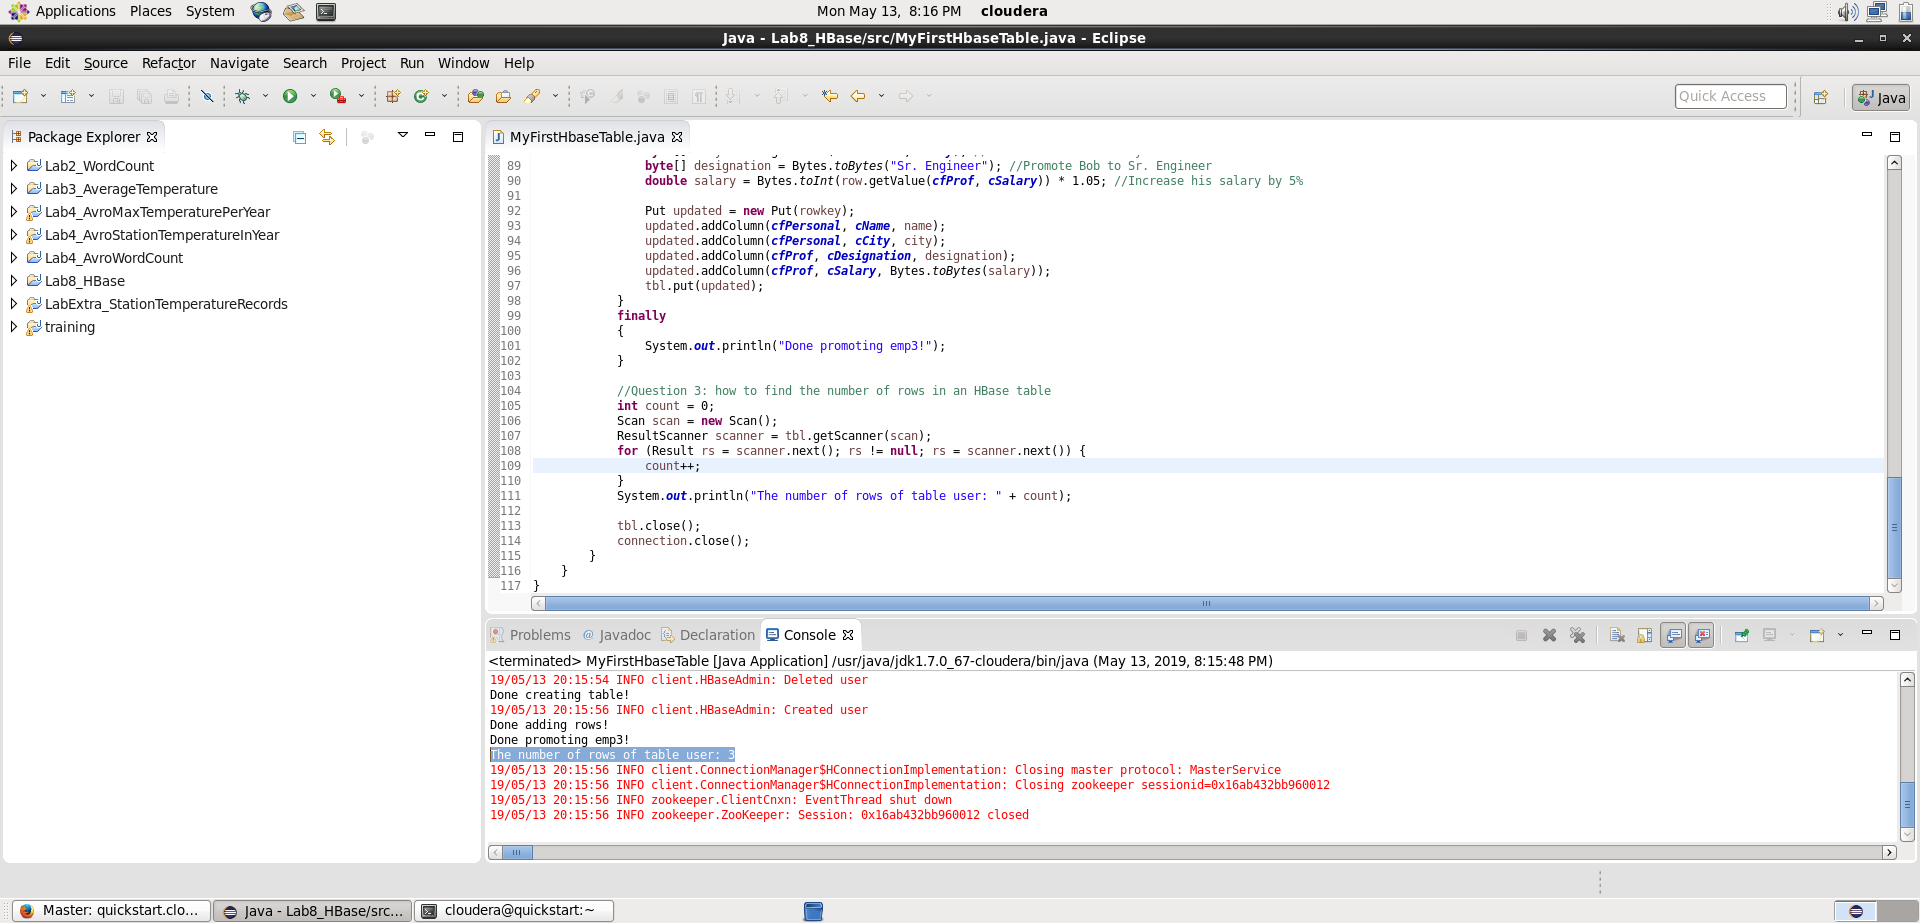 Applications Places System Mon May 13, 8:16 PM cloudera
Java - Lab8_HBase/src/MyFirstHbaseTable.java - Eclipse
File Edit Source Refactor Navigate Search Project Run Window Help
Quick Access Java
Package Explorer
Lab2_WordCount
Lab3_AverageTemperature
Lab4_AvroMaxTemperaturePerYear
Lab4_AvroStationTemperatureInYear
Lab4_AvroWordCount
Lab8_HBase
LabExtra_StationTemperatureRecords
training
MyFirstHbaseTable.java
89 byte[] designation = Bytes.toBytes("Sr. Engineer"); //Promote Bob to Sr. Engineer
90 double salary = Bytes.toInt(row.getValue(cfProf, cSalary)) * 1.05; //Increase his salary by 5%
91
92 Put updated = new Put(rowkey);
93 updated.addColumn(cfPersonal, cName, name);
94 updated.addColumn(cfPersonal, cCity, city);
95 updated.addColumn(cfProf, cDesignation, designation);
96 updated.addColumn(cfProf, cSalary, Bytes.toBytes(salary));
97 tbl.put(updated);
98 }
99 finally
100 {
101 System.out.println("Done promoting emp3!");
102 }
103
104 //Question 3: how to find the number of rows in an HBase table
105 int count = 0;
106 Scan scan = new Scan();
107 ResultScanner scanner = tbl.getScanner(scan);
108 for (Result rs = scanner.next(); rs != null; rs = scanner.next()) {
109 count++;
110 }
111 System.out.println("The number of rows of table user: " + count);
112
113 tbl.close();
114 connection.close();
115 }
116 }
117 }
Problems Javadoc Declaration Console
<terminated> MyFirstHbaseTable [Java Application] /usr/java/jdk1.7.0_67-cloudera/bin/java (May 13, 2019, 8:15:48 PM)
19/05/13 20:15:54 INFO client.HBaseAdmin: Deleted user
Done creating table!
19/05/13 20:15:56 INFO client.HBaseAdmin: Created user
Done adding rows!
Done promoting emp3!
The number of rows of table user: 3
19/05/13 20:15:56 INFO client.ConnectionManager$HConnectionImplementation: Closing master protocol: MasterService
19/05/13 20:15:56 INFO client.ConnectionManager$HConnectionImplementation: Closing zookeeper sessionid=0x16ab432bb960012
19/05/13 20:15:56 INFO zookeeper.ClientCnxn: EventThread shut down
19/05/13 20:15:56 INFO zookeeper.ZooKeeper: Session: 0x16ab432bb960012 closed
Master: quickstart.clo... Java - Lab8_HBase/src... cloudera@quickstart:~